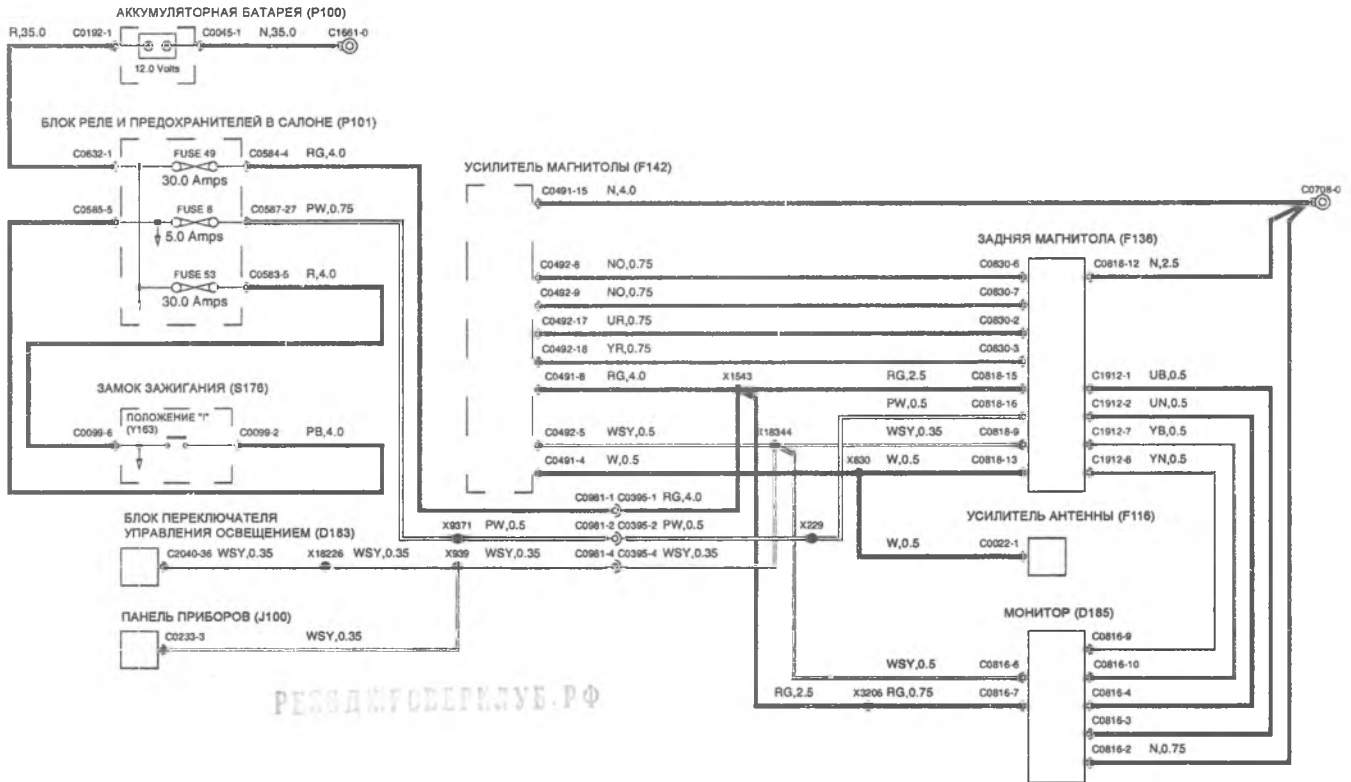 АККУМУЛЯТОРНАЯ БАТАРЕЯ (P100)
R,35.0 C0192-1 C0045-1 N,35.0 C1661-0
12.0 Volts
БЛОК РЕЛЕ И ПРЕДОХРАНИТЕЛЕЙ В САЛОНЕ (P101)
C0632-1 FUSE 49 C0584-4 RG,4.0
30.0 Amps
C0585-5 FUSE 8 C0587-27 PW,0.75
5.0 Amps
FUSE 53 C0583-5 R,4.0
30.0 Amps
ЗАМОК ЗАЖИГАНИЯ (S176)
ПОЛОЖЕНИЕ "I"
(Y163)
C0099-6 C0099-2 PB,4.0
УСИЛИТЕЛЬ МАГНИТОЛЫ (F142)
C0491-15 N,4.0 C0708-0
ЗАДНЯЯ МАГНИТОЛА (F136)
C0492-8 NO,0.75 C0830-6 C0818-12 N,2.5
C0492-9 NO,0.75 C0830-7
C0492-17 UR,0.75 C0830-2
C0492-18 YR,0.75 C0830-3
C0491-8 RG,4.0 X1543 RG,2.5 C0818-15 C1912-1 UB,0.5
PW,0.5 C0818-16 C1912-2 UN,0.5
C0492-5 WSY,0.5 X18344 WSY,0.35 C0818-9 C1912-7 YB,0.5
C0491-4 W,0.5 X830 W,0.5 C0818-13 C1912-6 YN,0.5
C0981-1 C0395-1 RG,4.0
БЛОК ПЕРЕКЛЮЧАТЕЛЯ
УПРАВЛЕНИЯ ОСВЕЩЕНИЕМ (D183)
X9371 PW,0.5 C0981-2 C0395-2 PW,0.5 X229
УСИЛИТЕЛЬ АНТЕННЫ (F116)
W,0.5 C0022-1
C2040-36 WSY,0.35 X18226 WSY,0.35 X939 WSY,0.35 C0981-4 C0395-4 WSY,0.35
ПАНЕЛЬ ПРИБОРОВ (J100)
C0233-3 WSY,0.35
МОНИТОР (D185)
C0816-9
WSY,0.5 C0816-6 C0816-10
RG,2.5 X3206 RG,0.75 C0816-7 C0816-4
C0816-3
C0816-2 N,0.75